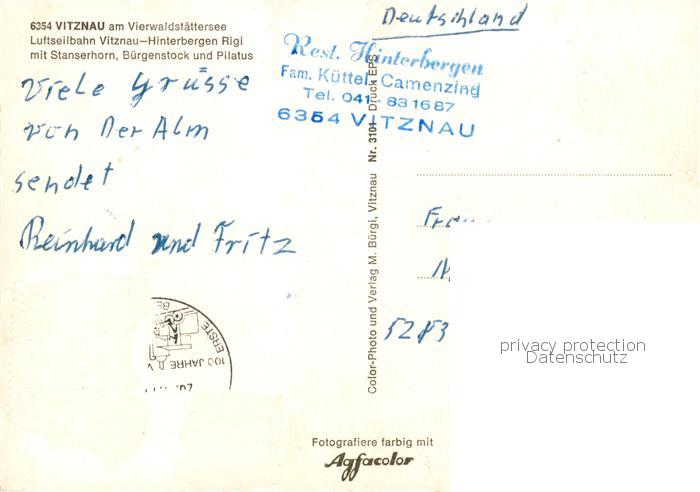 6354 VITZNAU am Vierwaldstättersee
Luftseilbahn Vitznau—Hinterbergen Rigi
mit Stanserhorn, Bürgenstock und Pilatus
Viele Grüsse
von Der Alm
sendet
Reinhard und Fritz
Deutschland
Rest. Hinterbergen
Fam. Küttel-Camenzind
Tel. 041 - 83 16 87
6354 VITZNAU
Color-Photo und Verlag M. Bürgi, Vitznau Nr. 3101 Druck EPS
5283
privacy protection
Datenschutz
ERSTE
100 JAHRE
Fotografiere farbig mit
Agfacolor